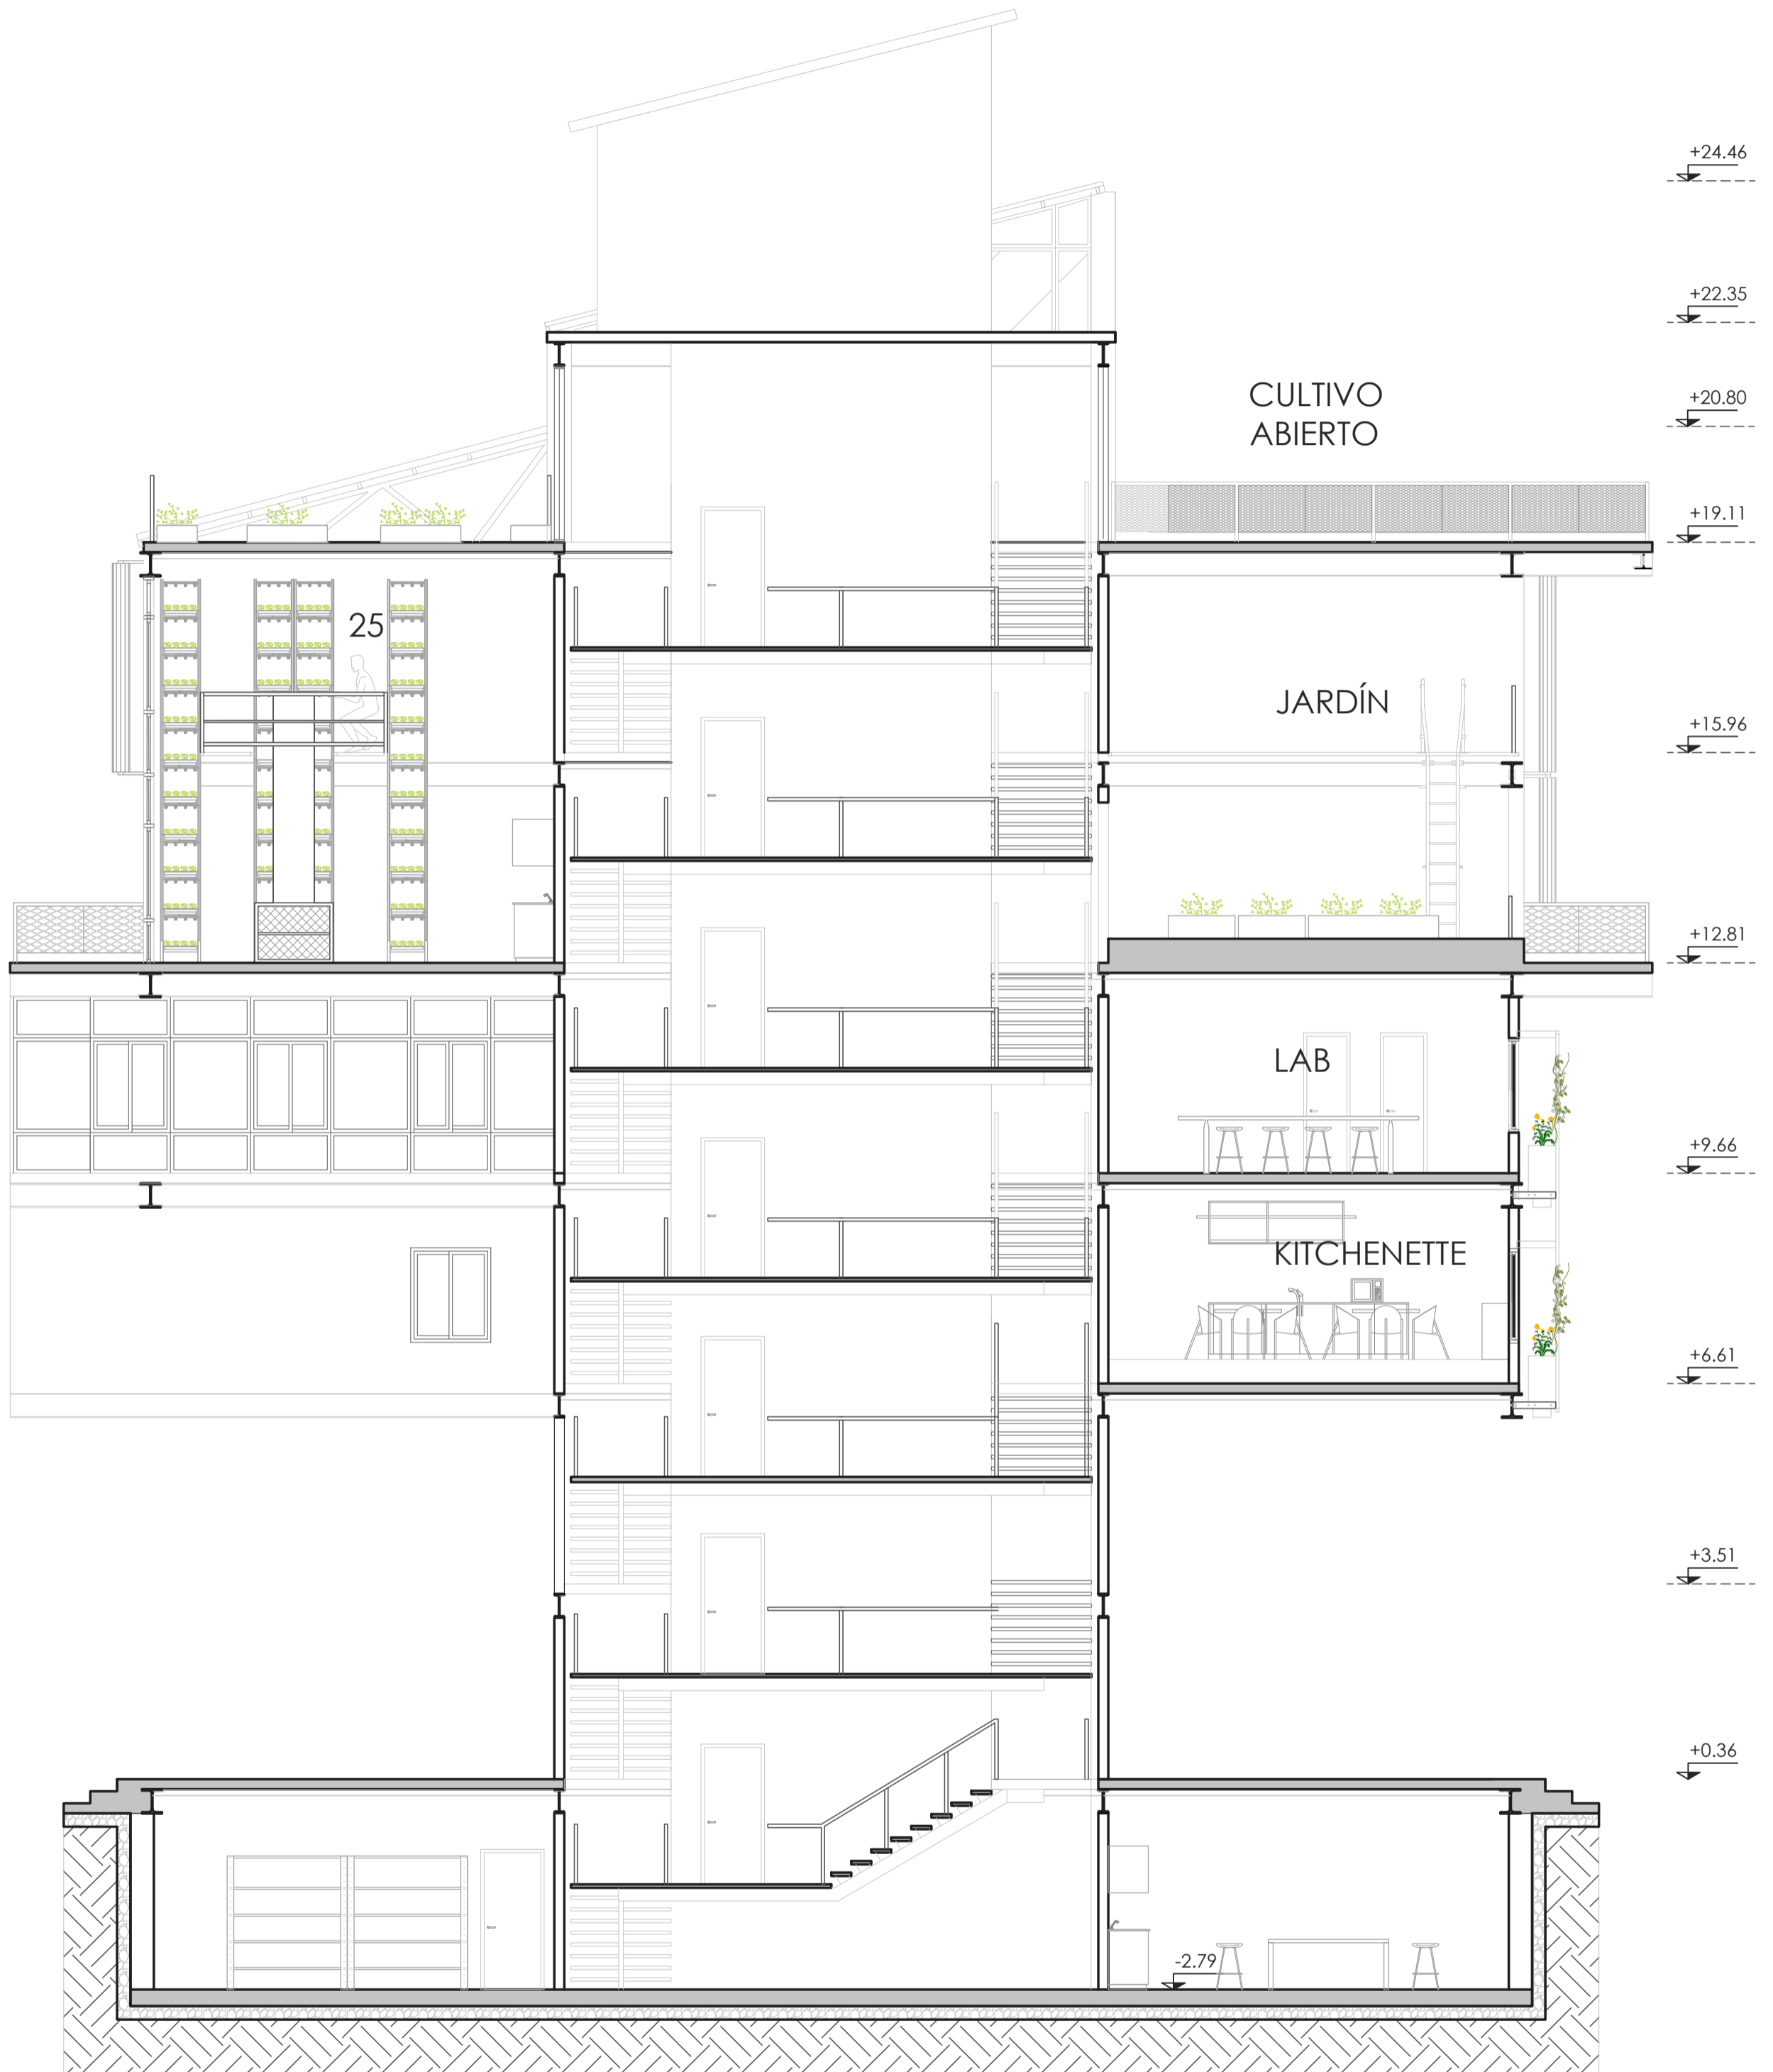 +24.46
+22.35
CULTIVO
ABIERTO
+20.80
+19.11
25
JARDÍN
+15.96
+12.81
LAB
+9.66
KITCHENETTE
+6.61
+3.51
+0.36
-2.79